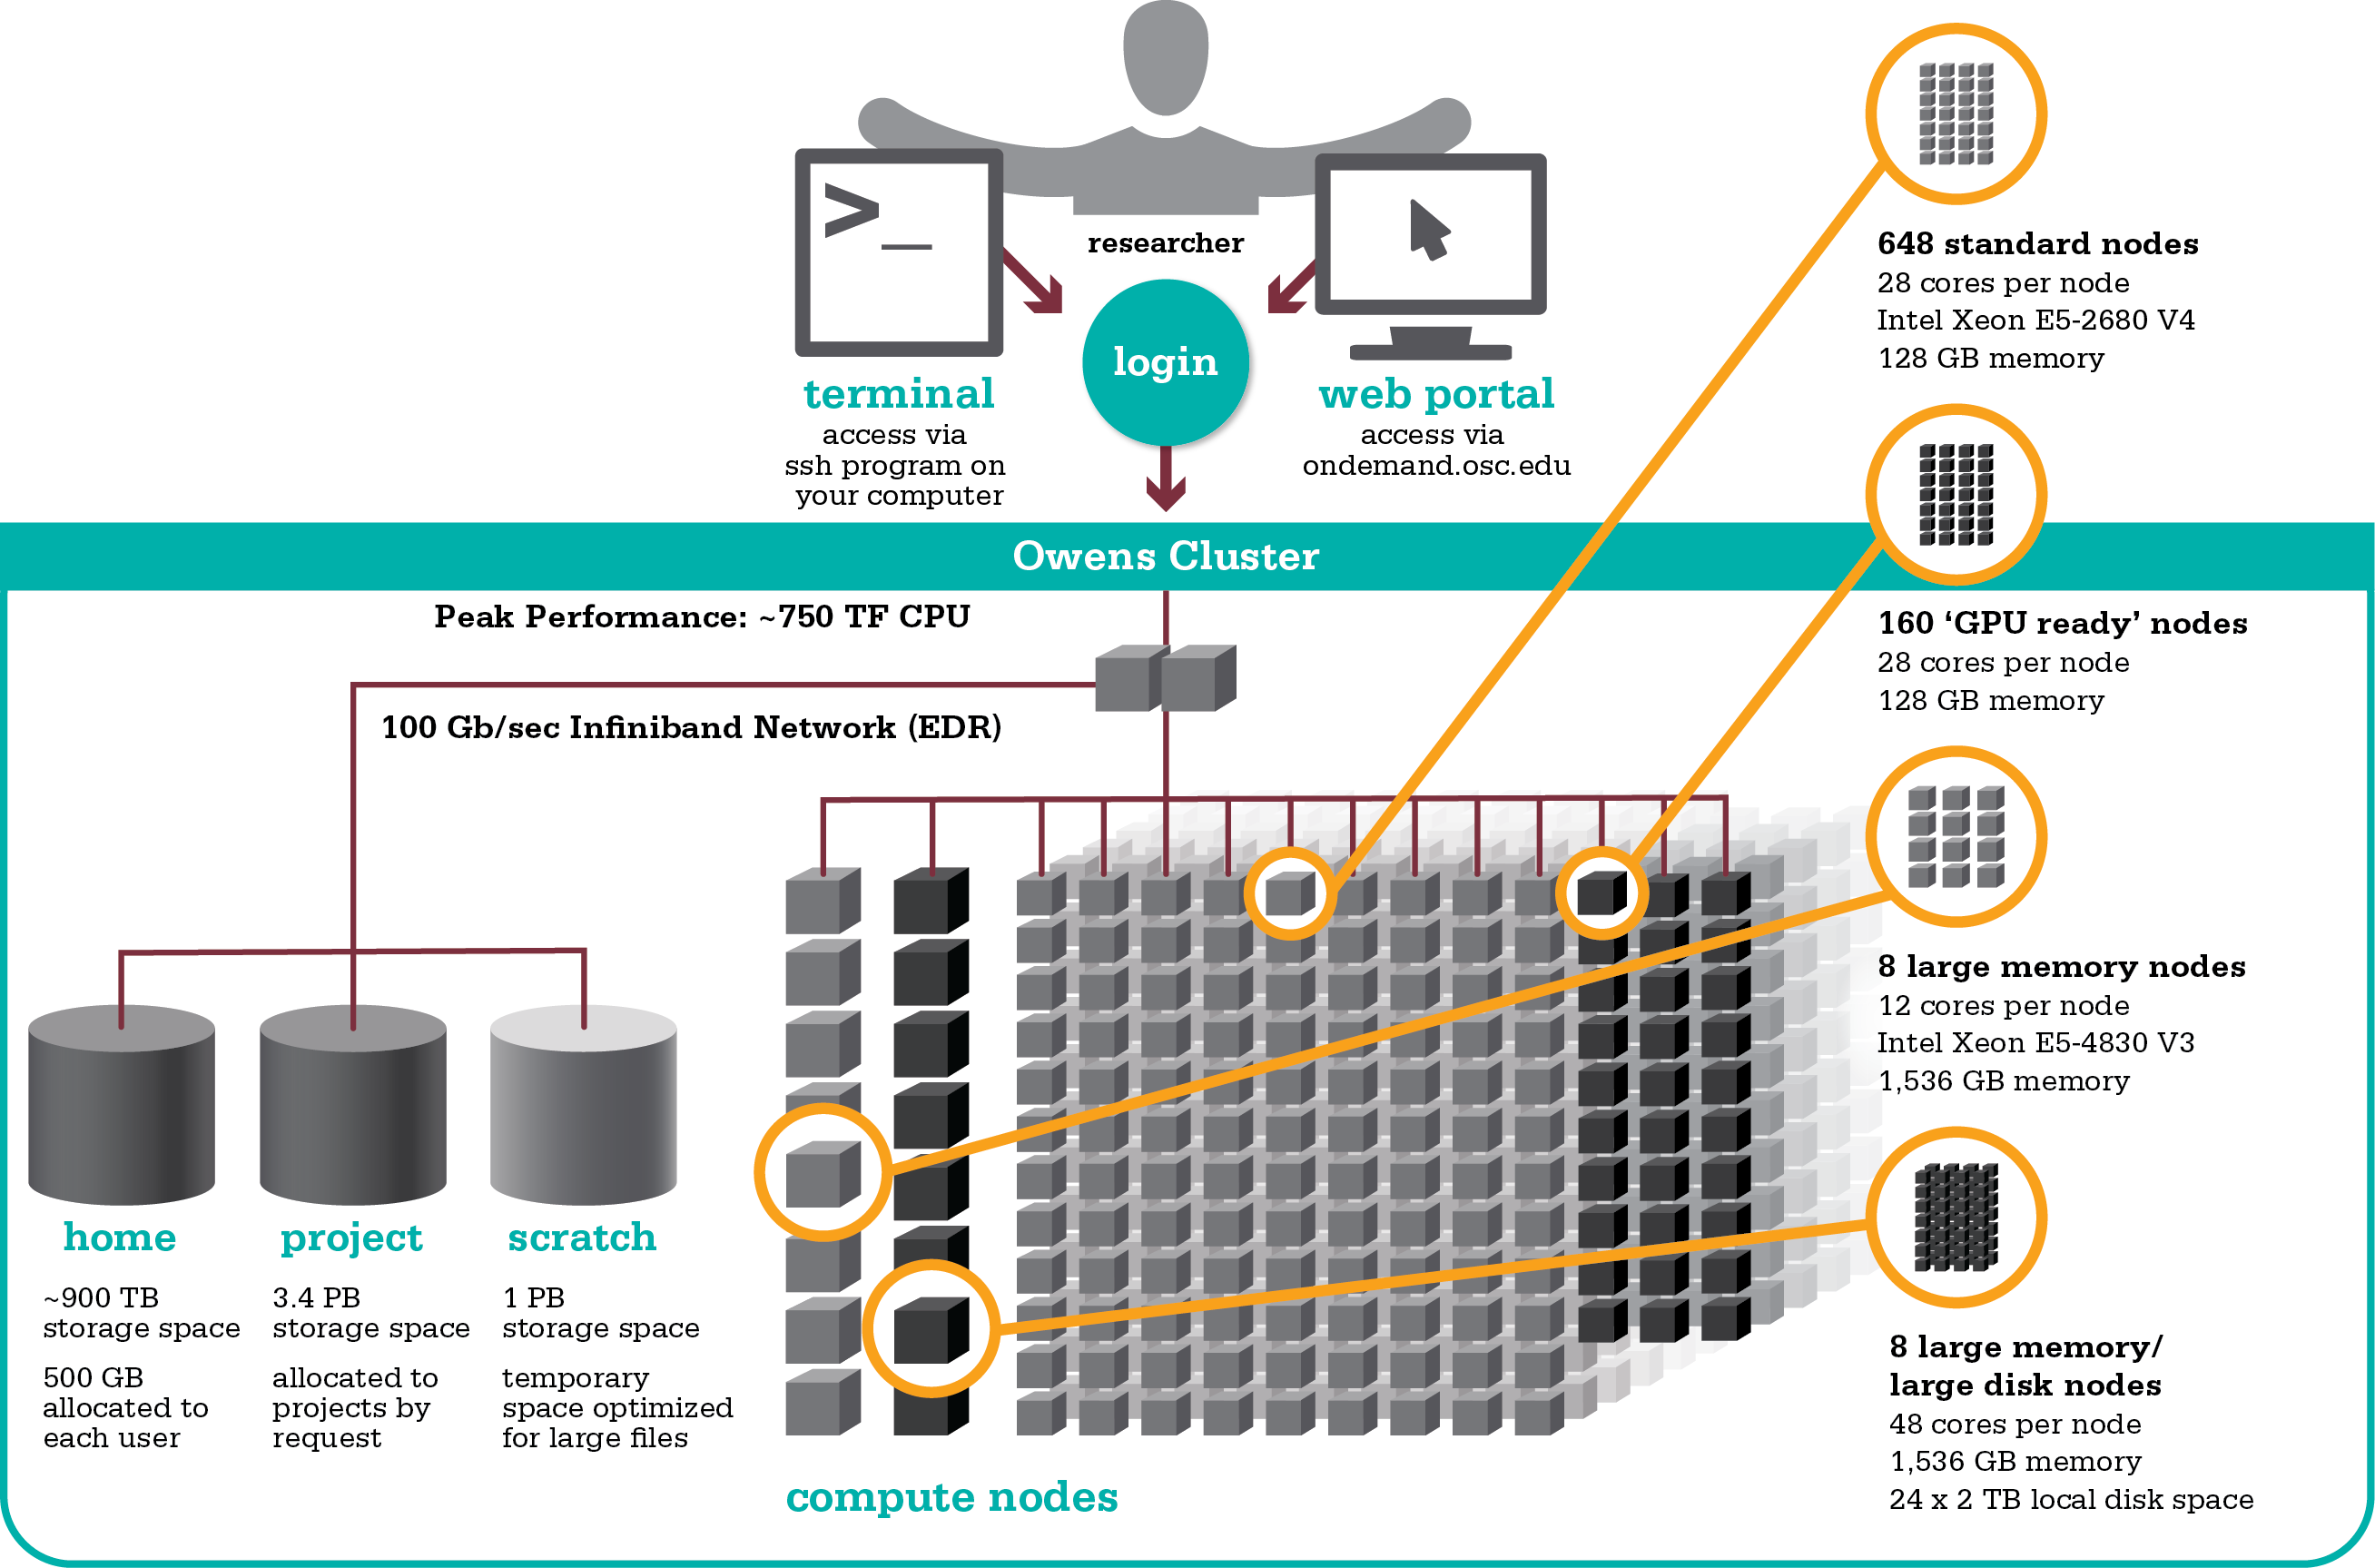 >_
researcher
login
terminal
access via
ssh program on
your computer
web portal
access via
ondemand.osc.edu
Owens Cluster
Peak Performance: ~750 TF CPU
100 Gb/sec Infiniband Network (EDR)
home
~900 TB
storage space
500 GB
allocated to
each user
project
3.4 PB
storage space
allocated to
projects by
request
scratch
1 PB
storage space
temporary
space optimized
for large files
compute nodes
648 standard nodes
28 cores per node
Intel Xeon E5-2680 V4
128 GB memory
160 ‘GPU ready’ nodes
28 cores per node
128 GB memory
8 large memory nodes
12 cores per node
Intel Xeon E5-4830 V3
1,536 GB memory
8 large memory/
large disk nodes
48 cores per node
1,536 GB memory
24 x 2 TB local disk space